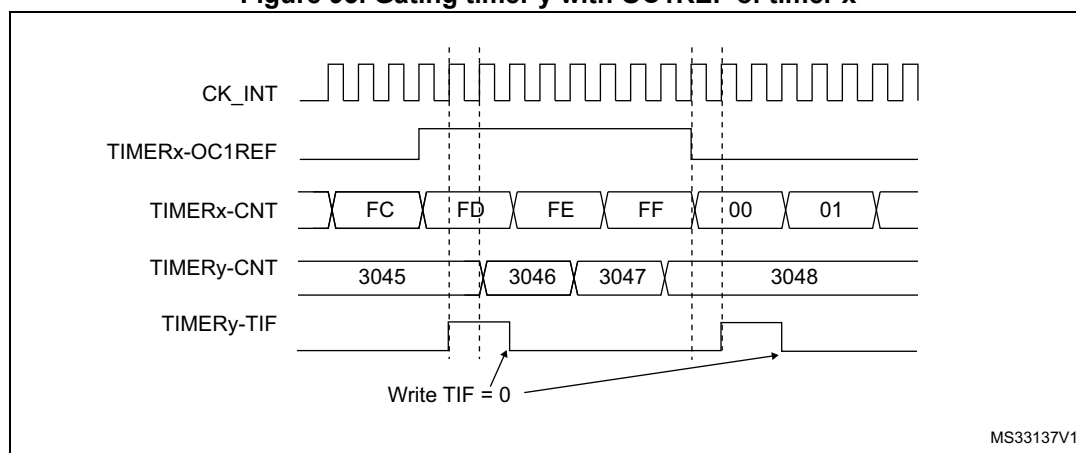 Figure 98. Gating timer y with OC1REF of timer x
CK_INT
TIMERx-OC1REF
TIMERx-CNT FC FD FE FF 00 01
TIMERy-CNT 3045 3046 3047 3048
TIMERy-TIF
Write TIF = 0
MS33137V1